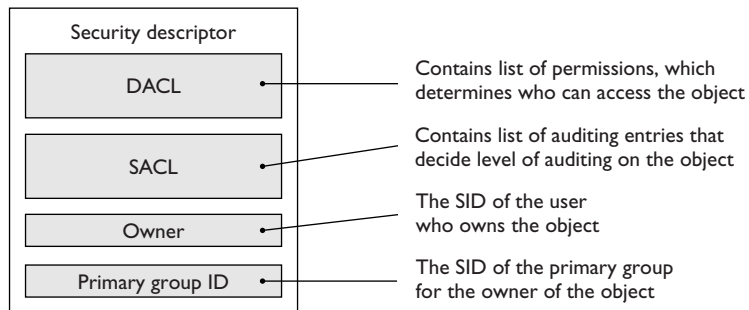 Security descriptor
DACL
Contains list of permissions, which
determines who can access the object
SACL
Contains list of auditing entries that
decide level of auditing on the object
Owner
The SID of the user
who owns the object
Primary group ID
The SID of the primary group
for the owner of the object